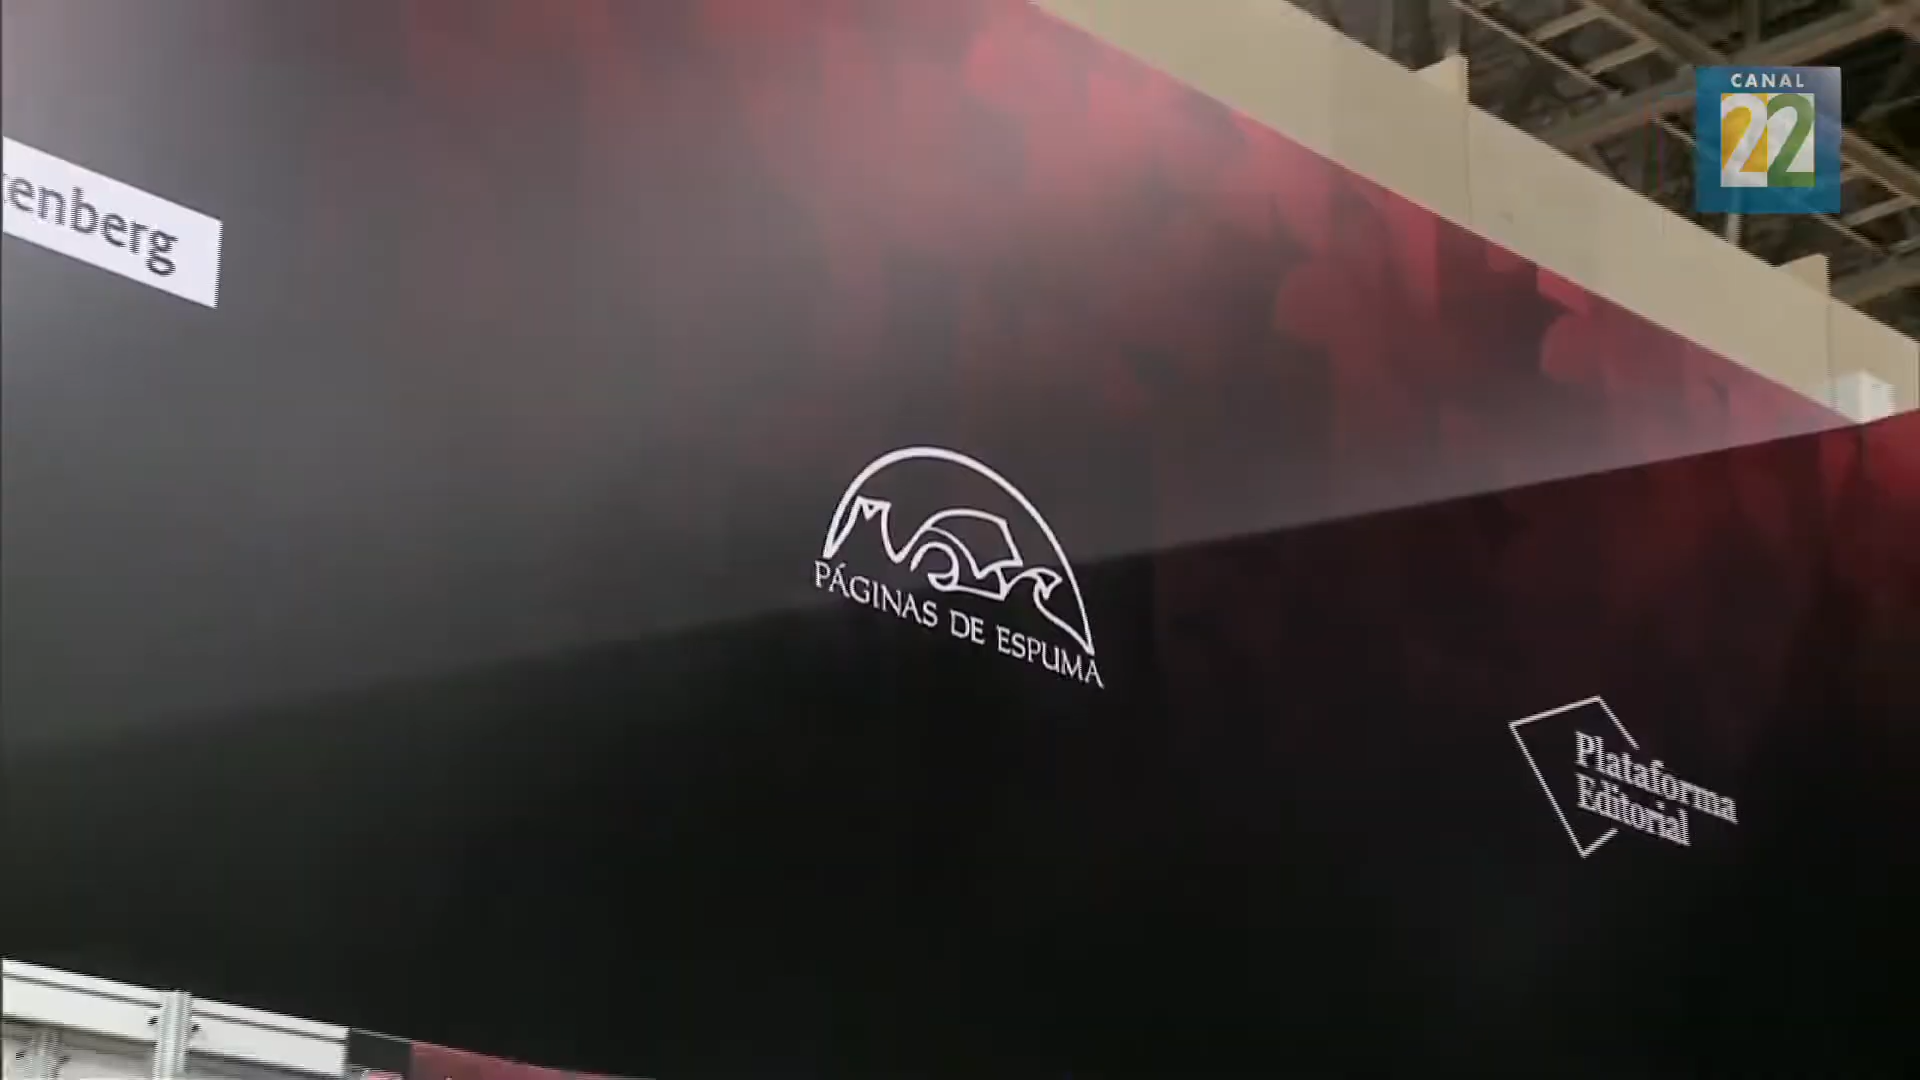 CANAL
22
enberg
PÁGINAS DE ESPUMA
Plataforma
Editorial